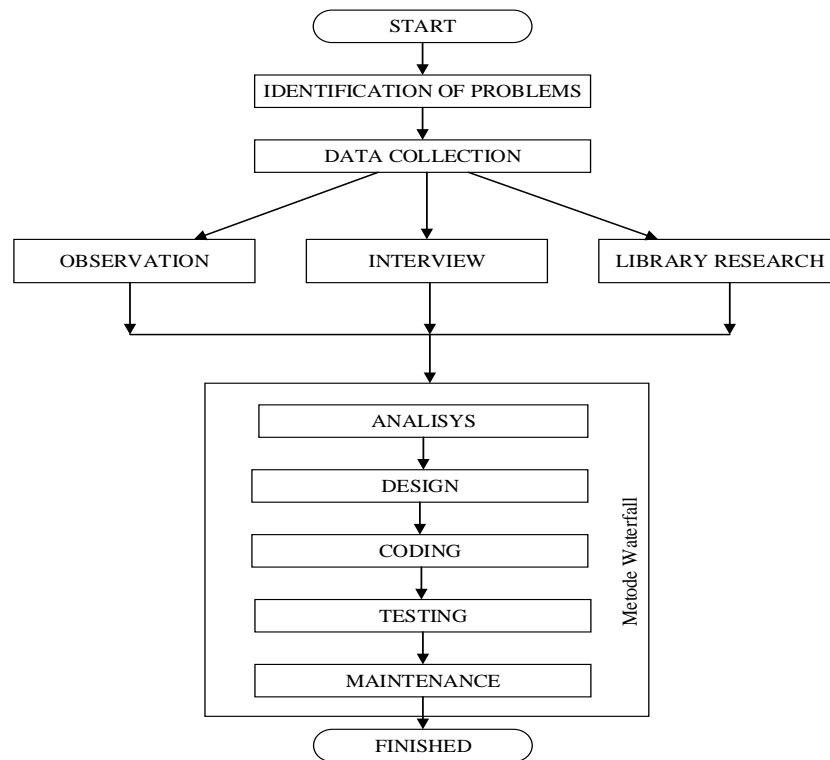 START
IDENTIFICATION OF PROBLEMS
DATA COLLECTION
OBSERVATION
INTERVIEW
LIBRARY RESEARCH
ANALISYS
DESIGN
CODING
TESTING
MAINTENANCE
Metode Waterfall
FINISHED